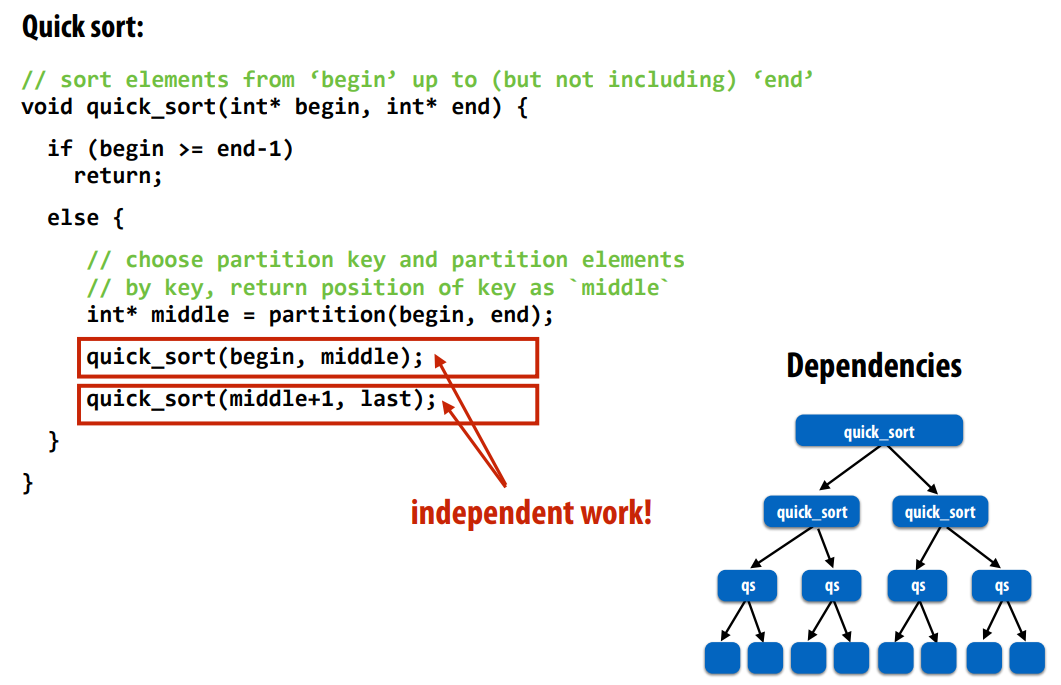 Quick sort:
// sort elements from ‘begin’ up to (but not including) ‘end’
void quick_sort(int* begin, int* end) {
if (begin >= end-1)
return;
else {
// choose partition key and partition elements
// by key, return position of key as `middle`
int* middle = partition(begin, end);
quick_sort(begin, middle);
quick_sort(middle+1, last);
}
}
independent work!
Dependencies
quick_sort
quick_sort quick_sort
qs qs qs qs